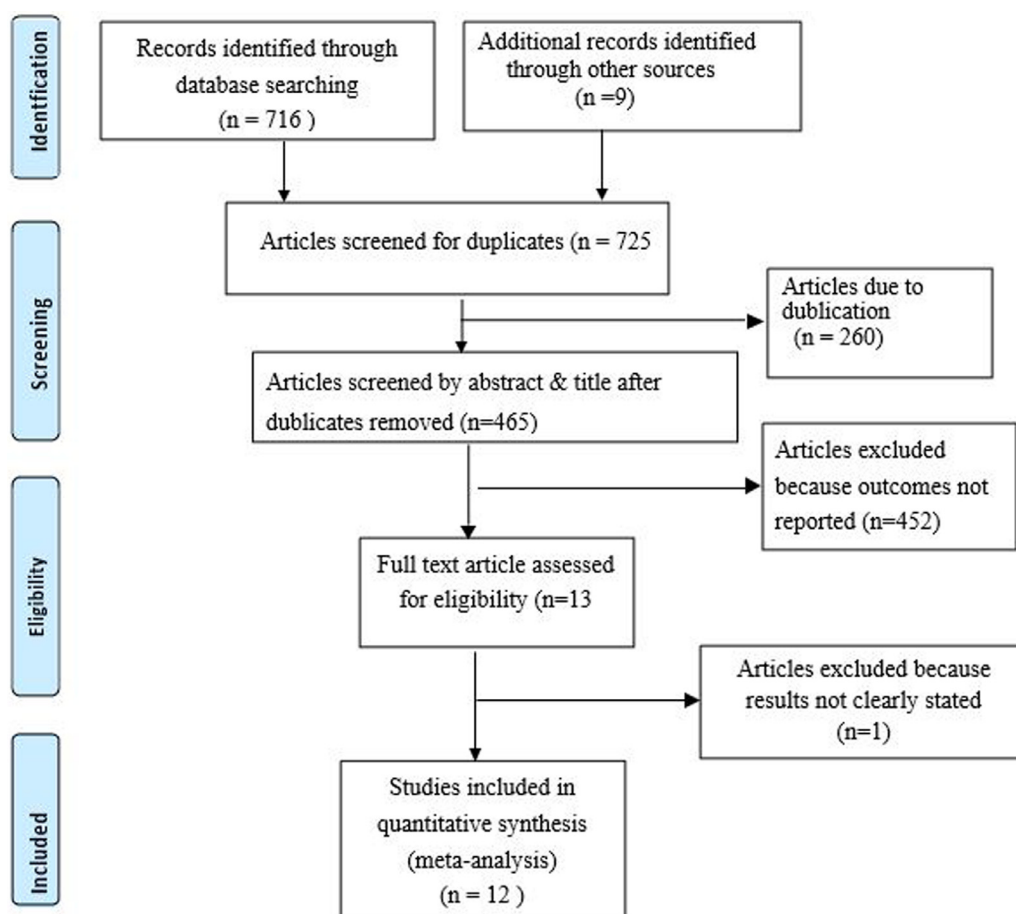 Identfication
Records identified through
database searching
(n = 716 )
Additional records identified
through other sources
(n =9)
Screening
Articles screened for duplicates (n = 725
Articles due to
dublication
(n = 260)
Articles screened by abstract & title after
dublicates removed (n=465)
Articles excluded
because outcomes not
reported (n=452)
Eligibility
Full text article assessed
for eligibility (n=13
Articles excluded because
results not clearly stated
(n=1)
Included
Studies included in
quantitative synthesis
(meta-analysis)
(n = 12 )